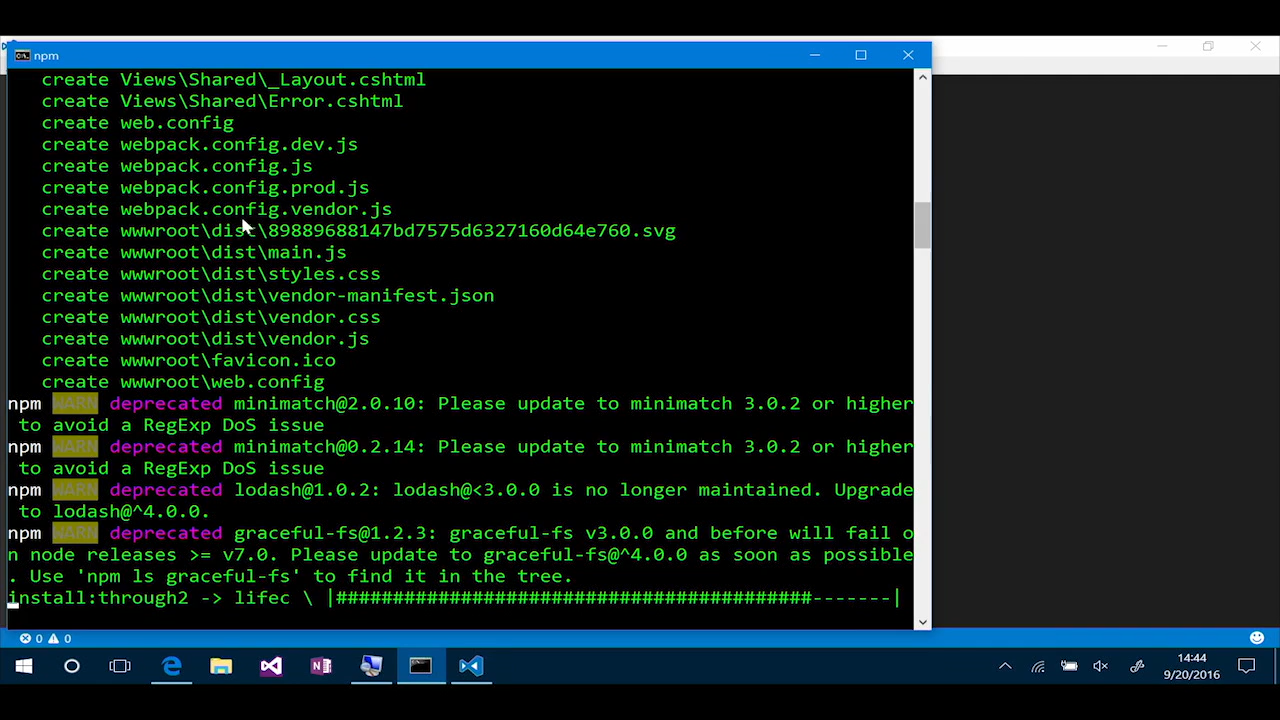 npm
create Views\Shared\_Layout.cshtml
create Views\Shared\Error.cshtml
create web.config
create webpack.config.dev.js
create webpack.config.js
create webpack.config.prod.js
create webpack.config.vendor.js
create wwwroot\dist\89889688147bd7575d6327160d64e760.svg
create wwwroot\dist\main.js
create wwwroot\dist\styles.css
create wwwroot\dist\vendor-manifest.json
create wwwroot\dist\vendor.css
create wwwroot\dist\vendor.js
create wwwroot\favicon.ico
create wwwroot\web.config
npm WARN deprecated minimatch@2.0.10: Please update to minimatch 3.0.2 or higher
to avoid a RegExp DoS issue
npm WARN deprecated minimatch@0.2.14: Please update to minimatch 3.0.2 or higher
to avoid a RegExp DoS issue
npm WARN deprecated lodash@1.0.2: lodash@<3.0.0 is no longer maintained. Upgrade
to lodash@^4.0.0.
npm WARN deprecated graceful-fs@1.2.3: graceful-fs v3.0.0 and before will fail o
n node releases >= v7.0. Please update to graceful-fs@^4.0.0 as soon as possible
. Use 'npm ls graceful-fs' to find it in the tree.
install:through2 -> lifec \ |##########################################-------|
0 0
14:44
9/20/2016